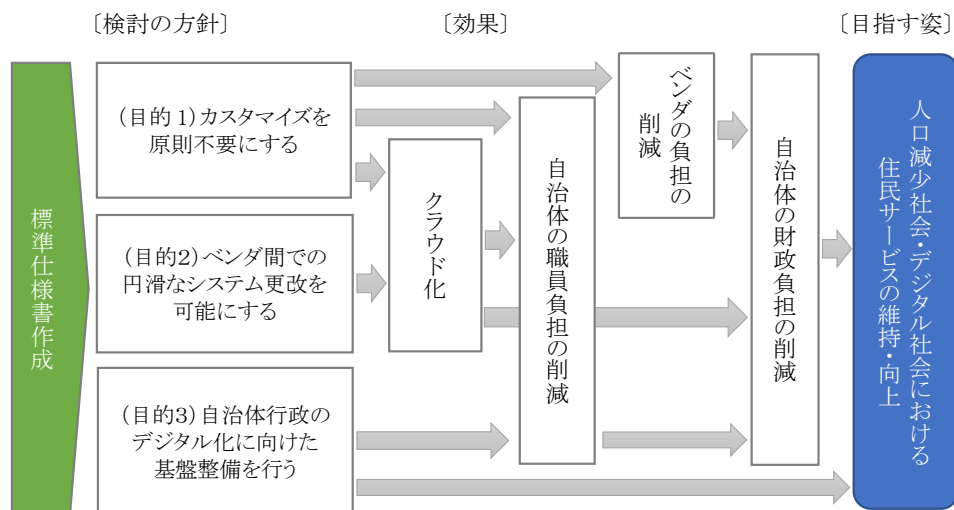 〔検討の方針〕
〔効果〕
〔目指す姿〕
標準仕様書作成
(目的1)カスタマイズを
原則不要にする
(目的2)ベンダ間での
円滑なシステム更改を
可能にする
(目的3)自治体行政の
デジタル化に向けた
基盤整備を行う
クラウド化
自治体の職員負担の削減
ベンダの負担の
削減
自治体の財政負担の削減
人口減少社会・デジタル社会における
住民サービスの維持・向上